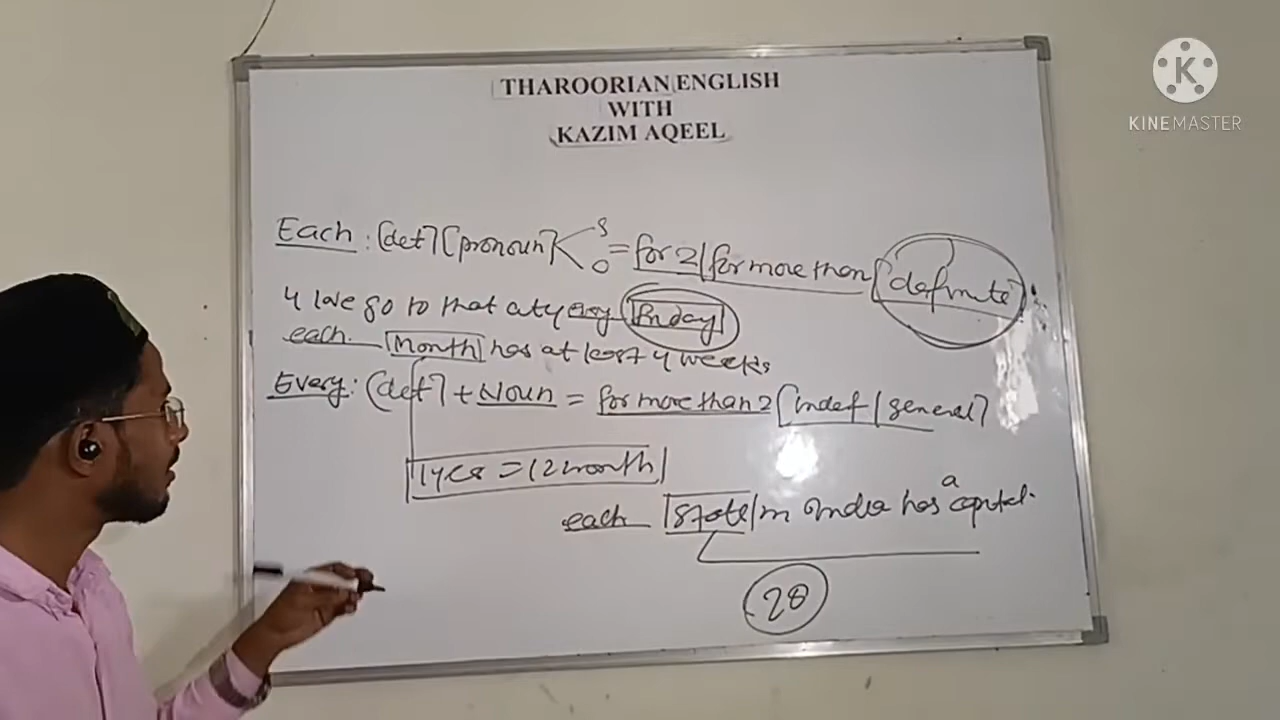 THAROORIAN ENGLISH
WITH
KAZIM AQEEL
K
KINEMASTER
Each : [det] [pronoun] < S O = for 2 / for more than [definite]
love go to that city every Friday
each month has at least 4 weeks
Every : [det] + Noun = for more than 2 [indef / general]
1 year = 12 month
each state in India has a capital.
28